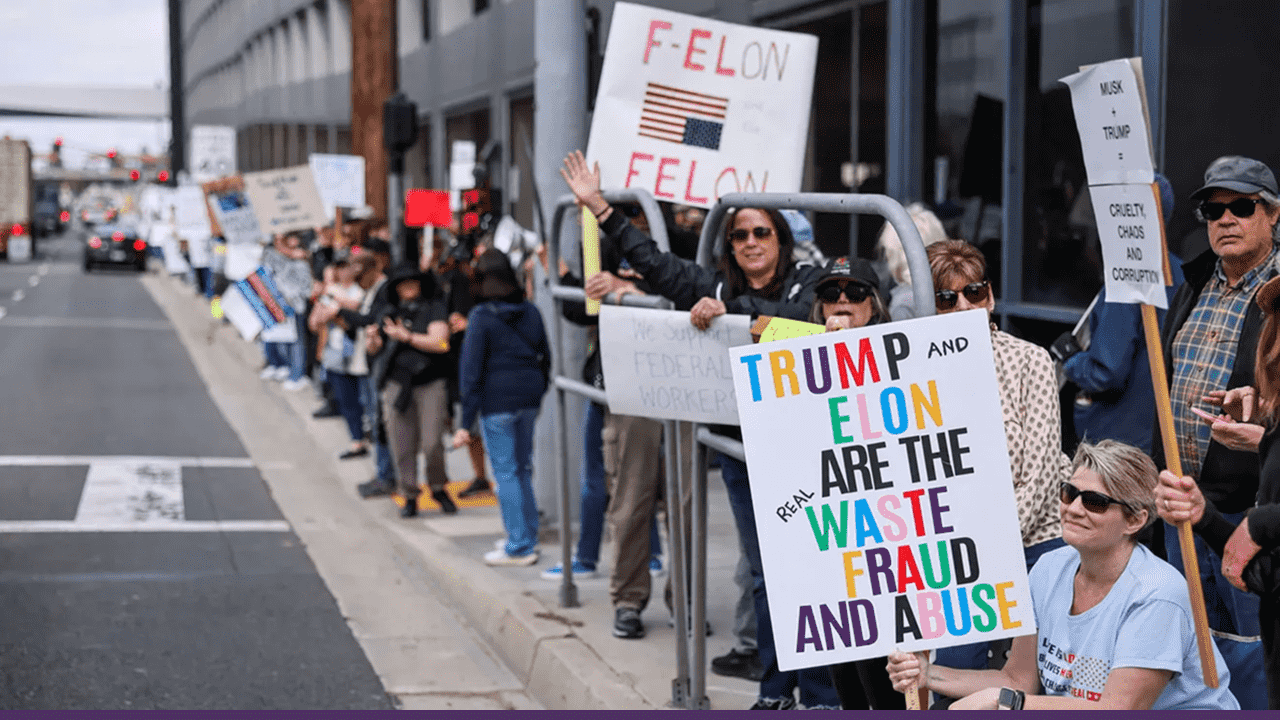 F-ELON
FELON
MUSK
+
TRUMP
=
CRUELTY,
CHAOS
AND
CORRUPTION
We Support
FEDERAL
WORKERS
TRUMP AND
ELON
ARE THE
REAL
WASTE
FRAUD
AND ABUSE